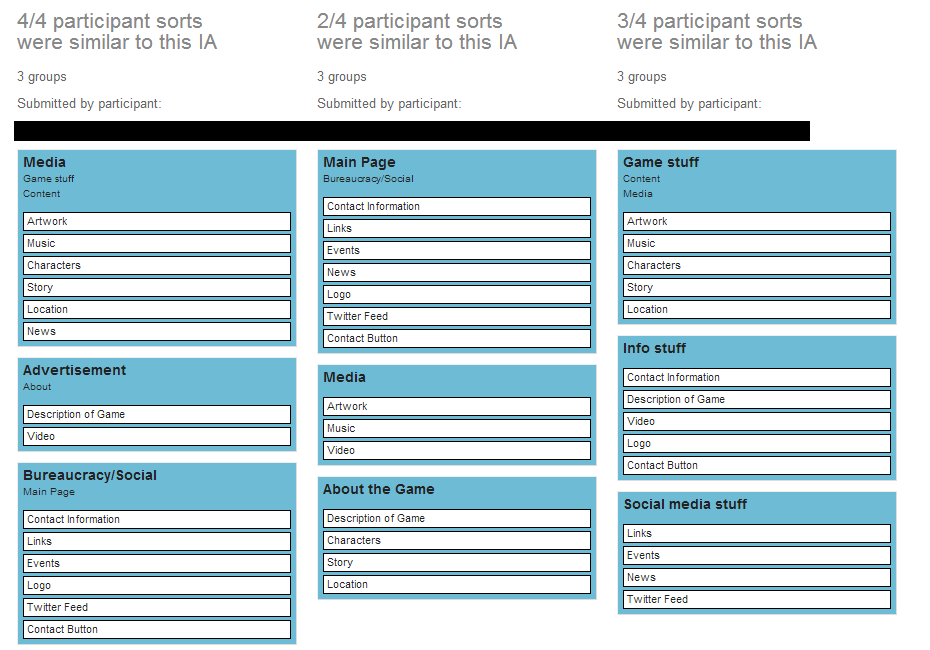 4/4 participant sorts
were similar to this IA
3 groups
Submitted by participant:
Media
Game stuff
Content
Artwork
Music
Characters
Story
Location
News
Advertisement
About
Description of Game
Video
Bureaucracy/Social
Main Page
Contact Information
Links
Events
Logo
Twitter Feed
Contact Button
2/4 participant sorts
were similar to this IA
3 groups
Submitted by participant:
Main Page
Bureaucracy/Social
Contact Information
Links
Events
News
Logo
Twitter Feed
Contact Button
Media
Artwork
Music
Video
About the Game
Description of Game
Characters
Story
Location
3/4 participant sorts
were similar to this IA
3 groups
Submitted by participant:
Game stuff
Content
Media
Artwork
Music
Characters
Story
Location
Info stuff
Contact Information
Description of Game
Video
Logo
Contact Button
Social media stuff
Links
Events
News
Twitter Feed